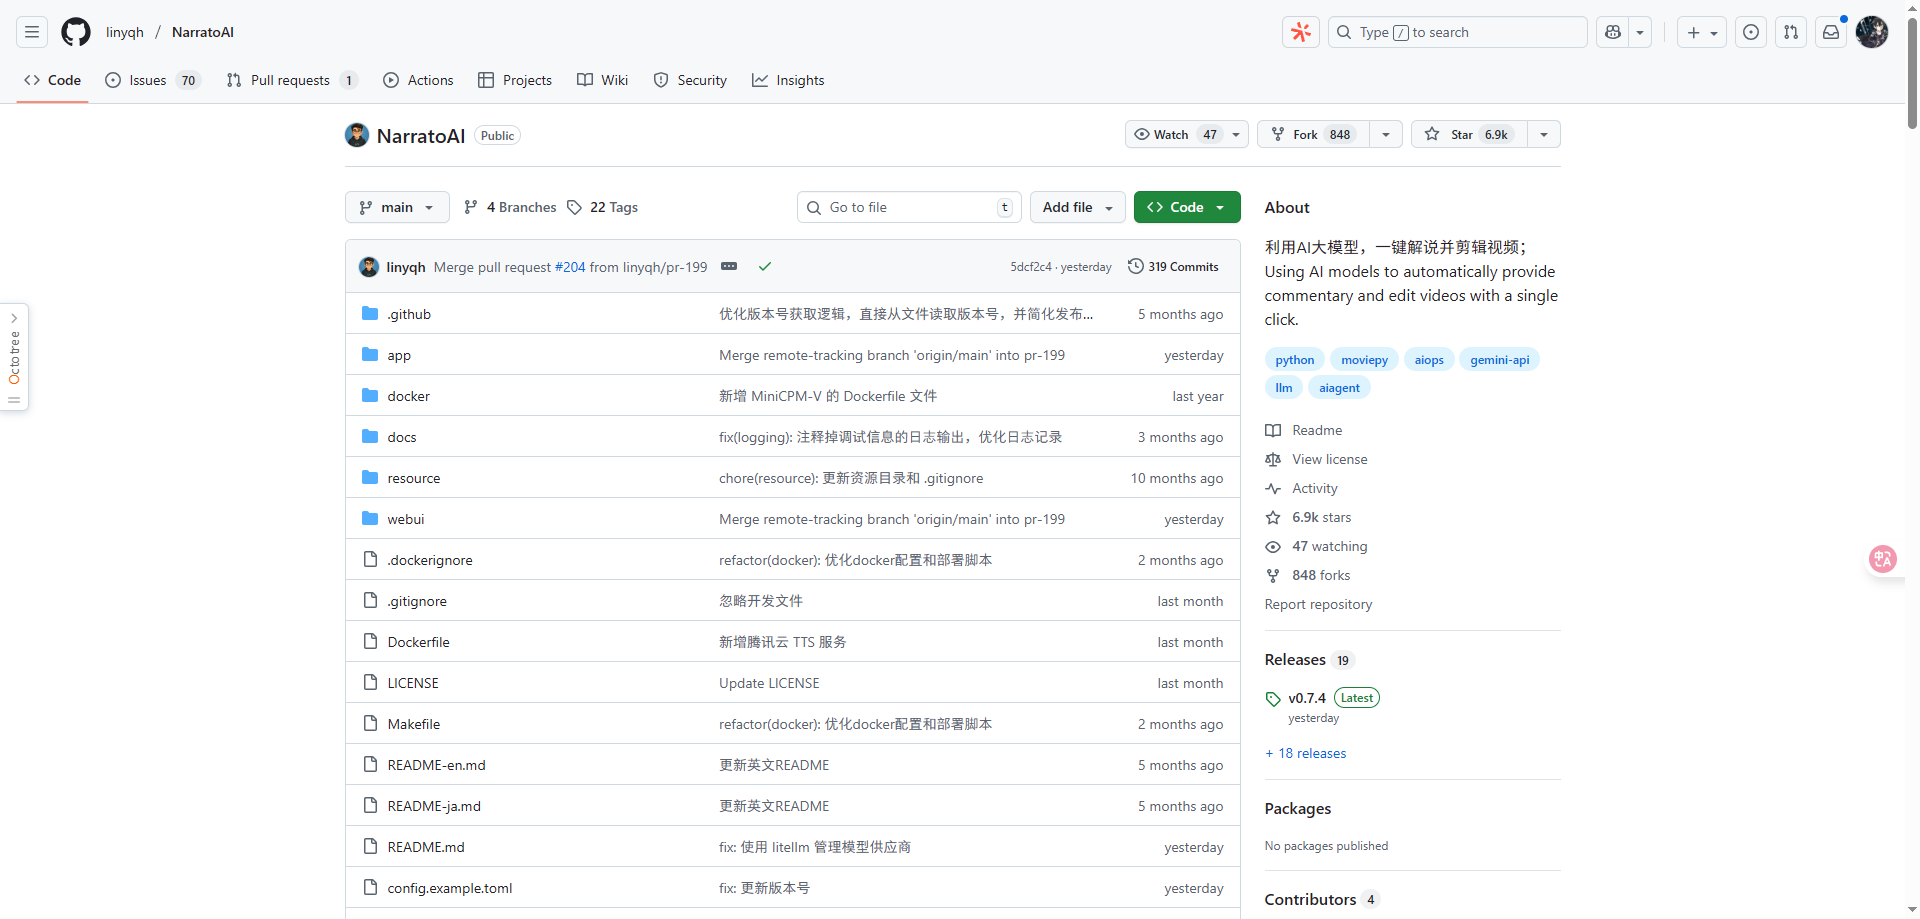 linyqh / NarratoAI
Type / to search
Code
Issues 70
Pull requests 1
Actions
Projects
Wiki
Security
Insights
NarratoAI Public
Watch 47
Fork 848
Star 6.9k
main
4 Branches
22 Tags
Go to file t
Add file
Code
linyqh Merge pull request #204 from linyqh/pr-199
5dcf2c4 · yesterday
319 Commits
.github 优化版本号获取逻辑，直接从文件读取版本号，并简化发布... 5 months ago
app Merge remote-tracking branch 'origin/main' into pr-199 yesterday
docker 新增 MiniCPM-V 的 Dockerfile 文件 last year
docs fix(logging): 注释掉调试信息的日志输出，优化日志记录 3 months ago
resource chore(resource): 更新资源目录和 .gitignore 10 months ago
webui Merge remote-tracking branch 'origin/main' into pr-199 yesterday
.dockerignore refactor(docker): 优化docker配置和部署脚本 2 months ago
.gitignore 忽略开发文件 last month
Dockerfile 新增腾讯云 TTS 服务 last month
LICENSE Update LICENSE last month
Makefile refactor(docker): 优化docker配置和部署脚本 2 months ago
README-en.md 更新英文README 5 months ago
README-ja.md 更新英文README 5 months ago
README.md fix: 使用 litellm 管理模型供应商 yesterday
config.example.toml fix: 更新版本号 yesterday
About
利用AI大模型，一键解说并剪辑视频；
Using AI models to automatically provide
commentary and edit videos with a single
click.
python moviepy aiops gemini-api
llm aiagent
Readme
View license
Activity
6.9k stars
47 watching
848 forks
Report repository
Releases 19
v0.7.4 Latest
yesterday
+ 18 releases
Packages
No packages published
Contributors 4
Octotree
中A